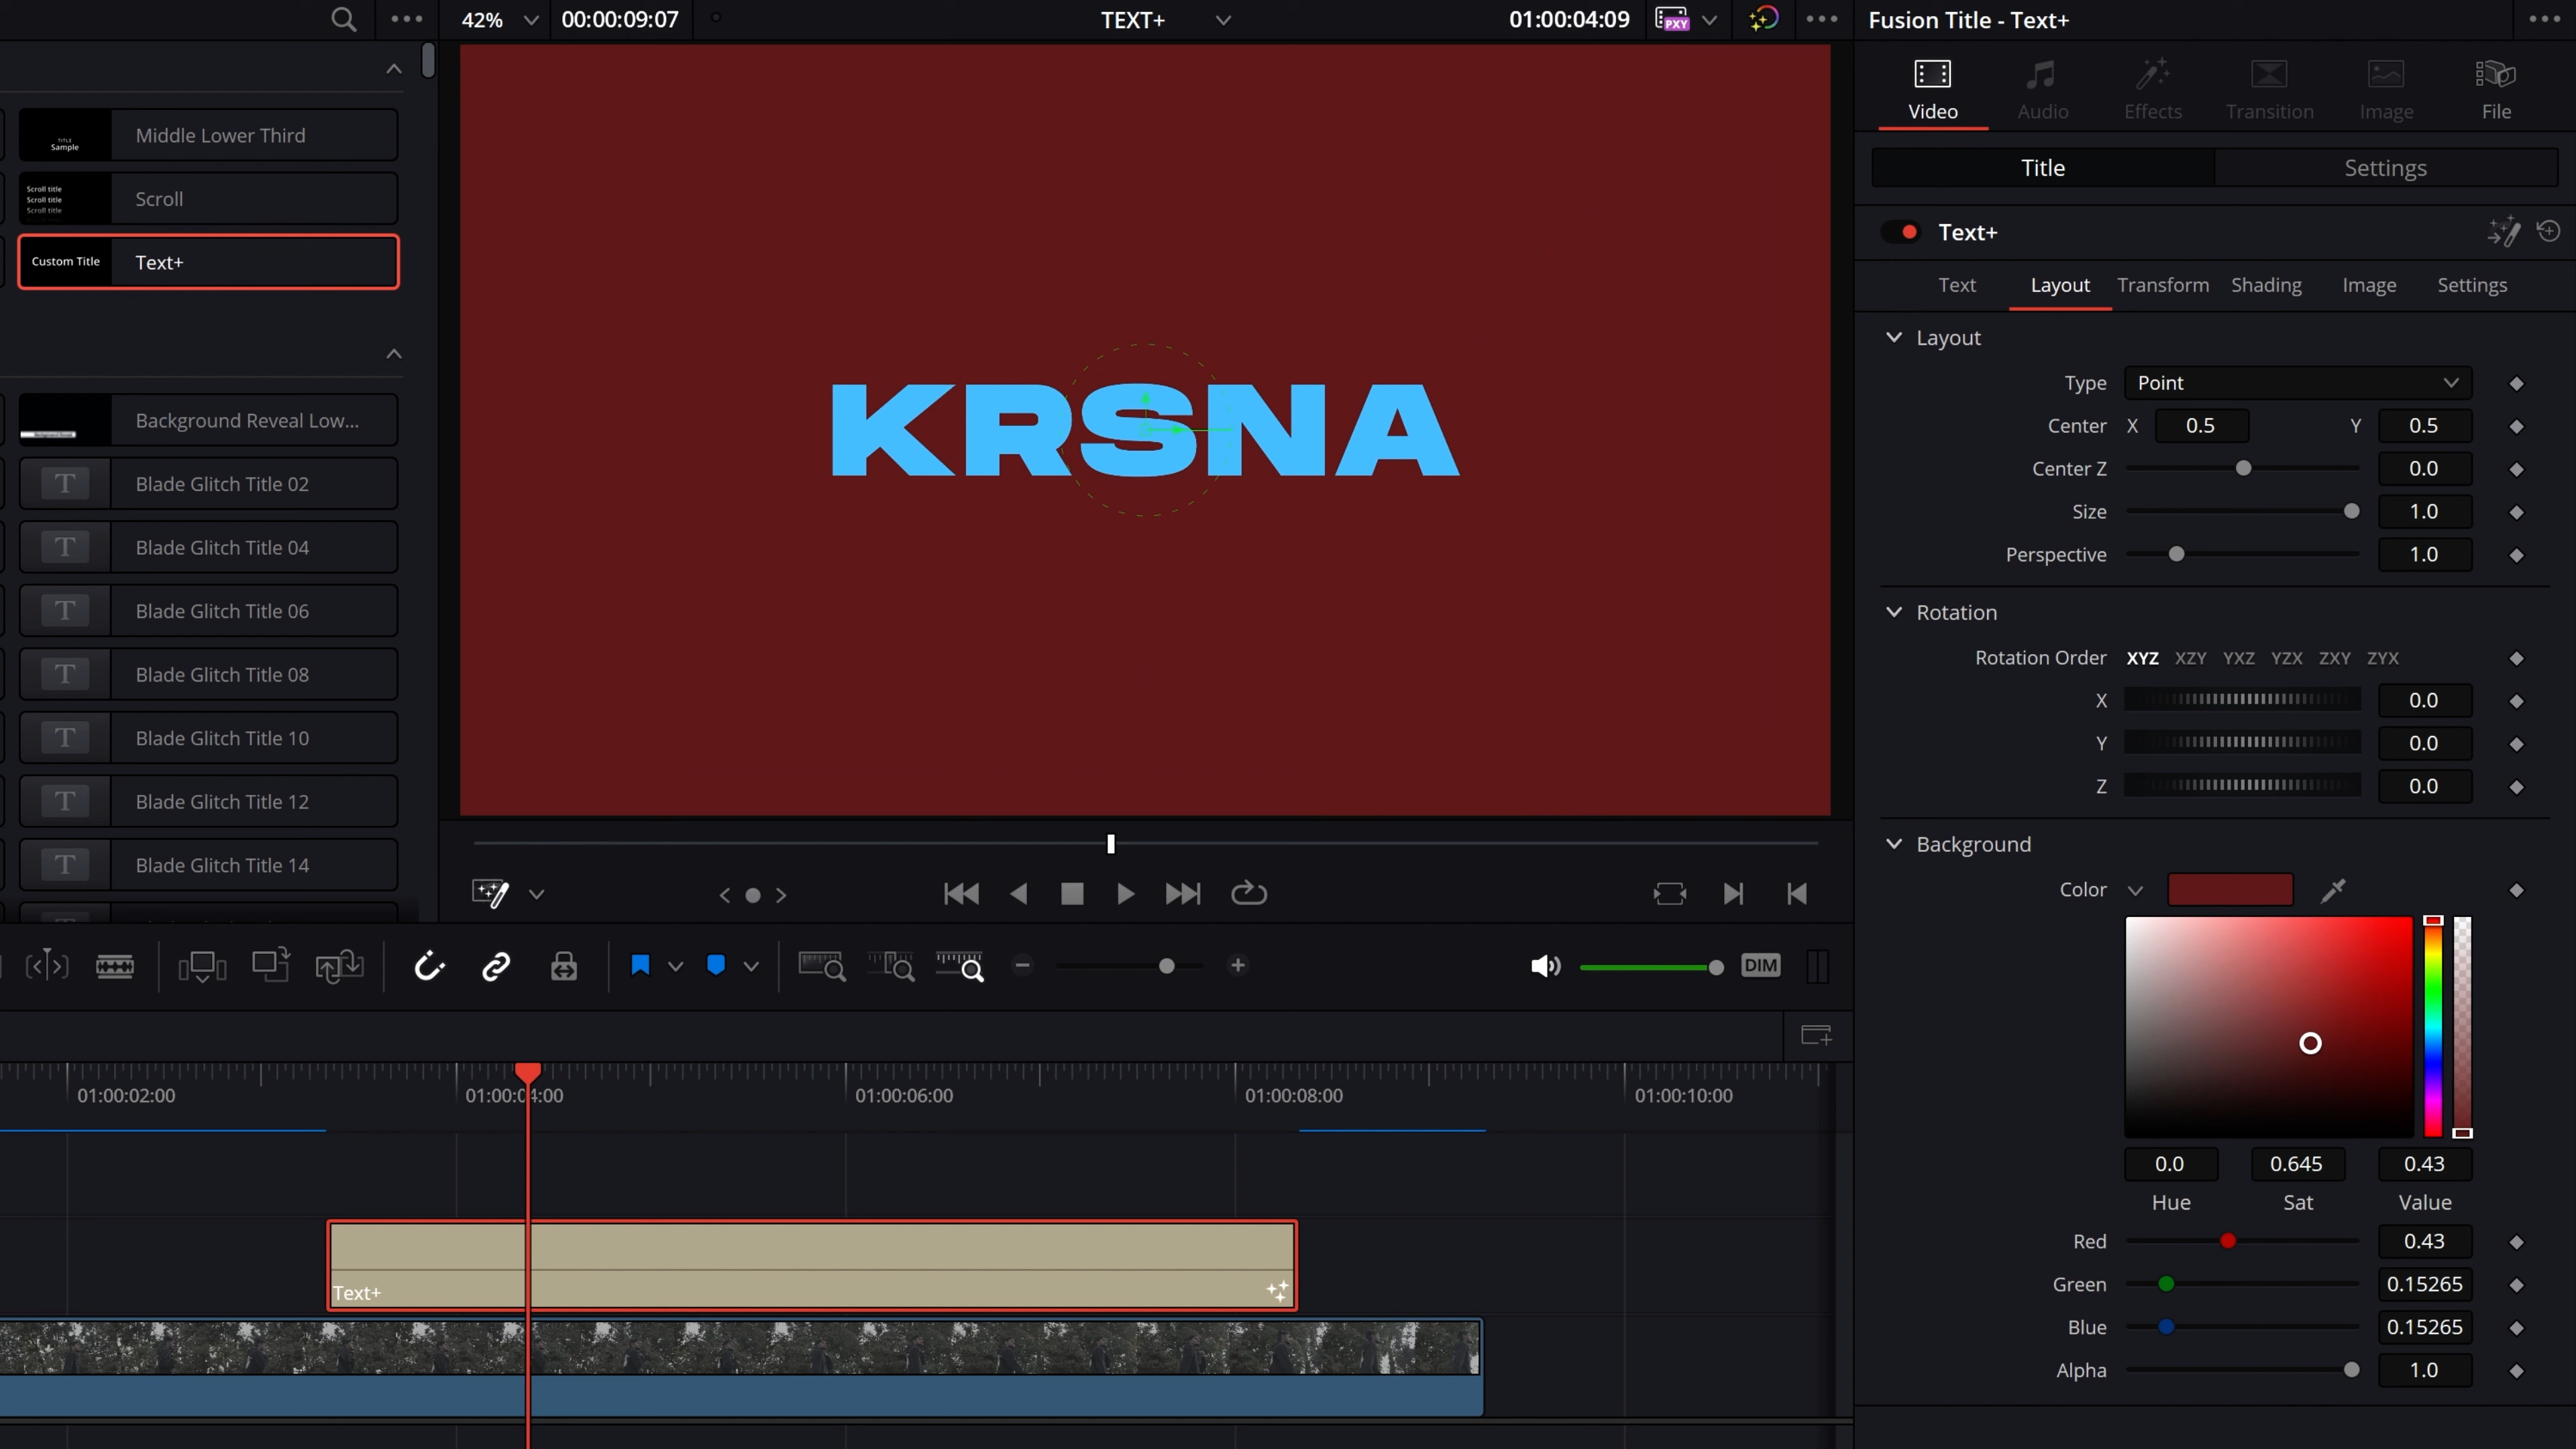 42%
00:00:09:07
TEXT+
01:00:04:09
PXY
Fusion Title - Text+
TITLE
Sample
Middle Lower Third
Scroll title
Scroll title
Scroll title
Scroll
Custom Title
Text+
Background Reveal Low...
T
Blade Glitch Title 02
T
Blade Glitch Title 04
T
Blade Glitch Title 06
T
Blade Glitch Title 08
T
Blade Glitch Title 10
T
Blade Glitch Title 12
T
Blade Glitch Title 14
KRSNA
Video
Audio
Effects
Transition
Image
File
Title
Settings
Text+
Text
Layout
Transform
Shading
Image
Settings
Layout
Type
Point
Center
X
0.5
Y
0.5
Center Z
0.0
Size
1.0
Perspective
1.0
Rotation
Rotation Order
XYZ
XZY
YXZ
YZX
ZXY
ZYX
X
0.0
Y
0.0
Z
0.0
Background
Color
0.0
0.645
0.43
Hue
Sat
Value
Red
0.43
Green
0.15265
Blue
0.15265
Alpha
1.0
DIM
01:00:02:00
01:00:04:00
01:00:06:00
01:00:08:00
01:00:10:00
Text+